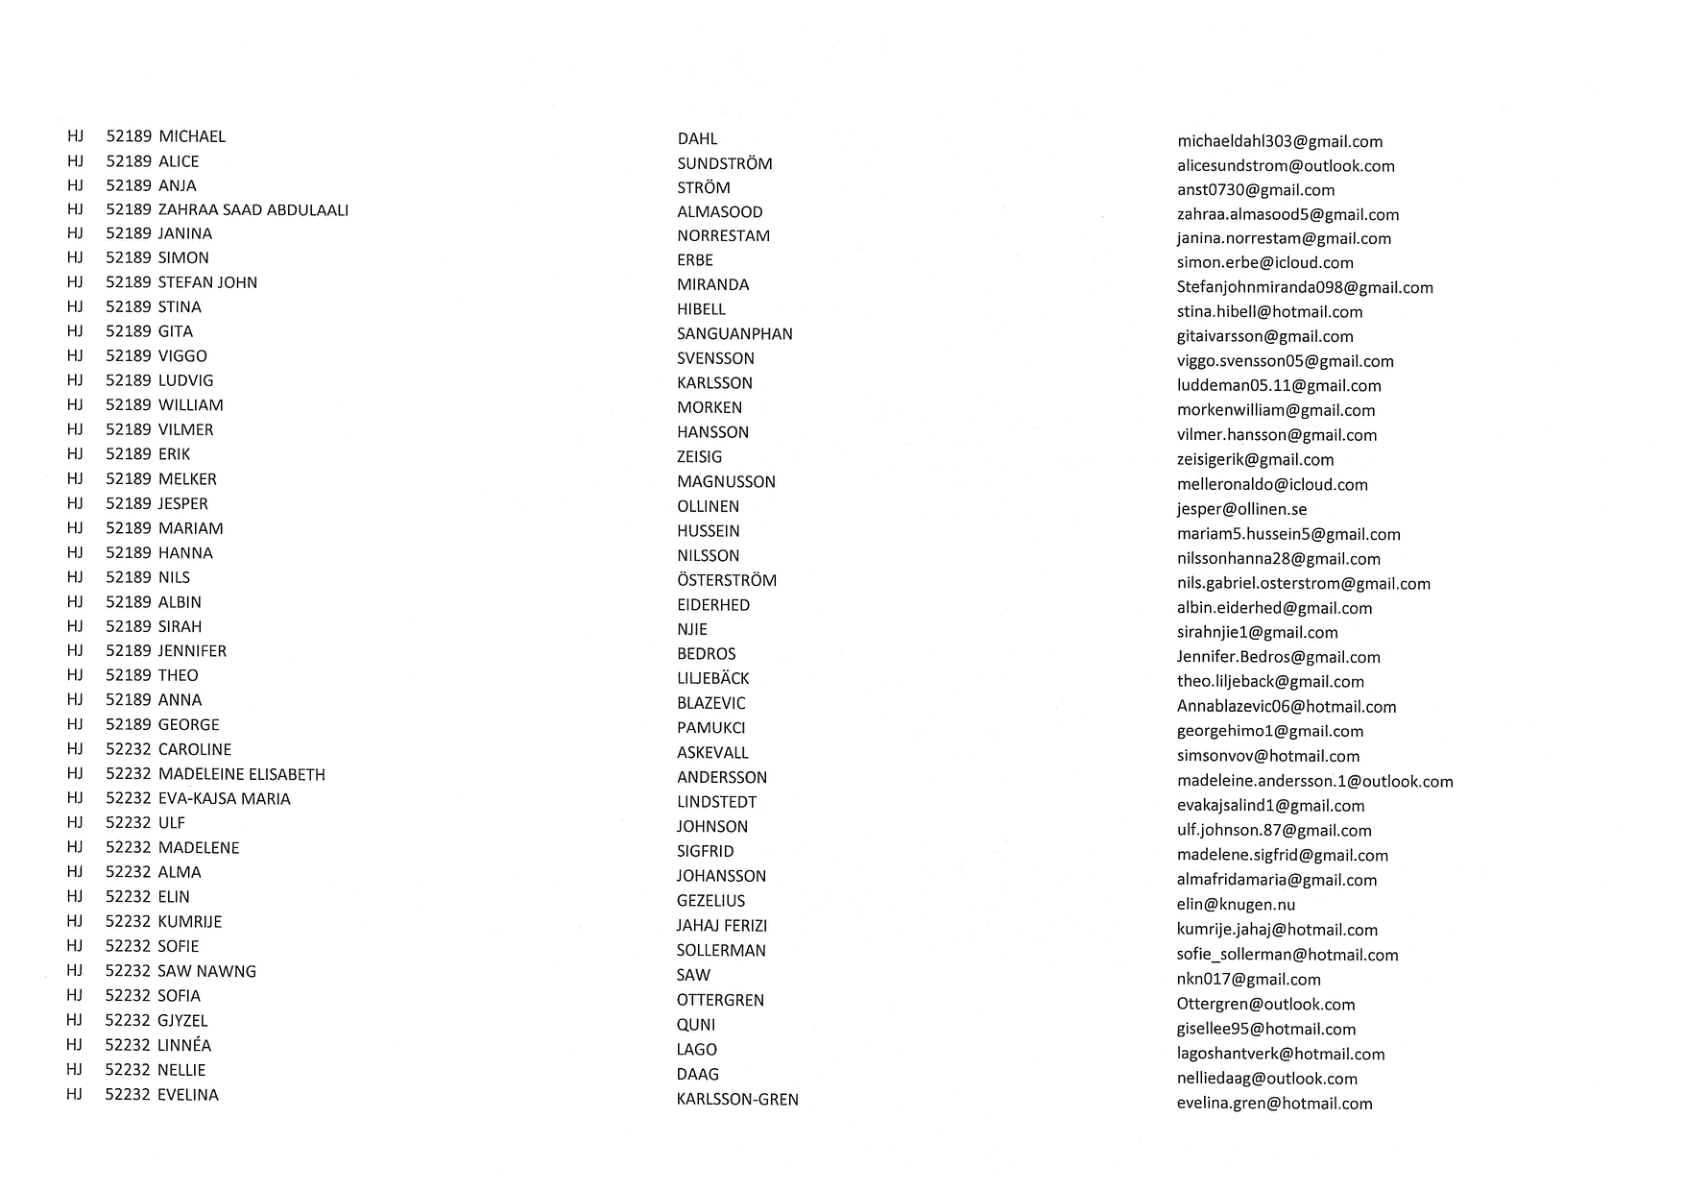 HJ 52189 MICHAEL DAHL michaeldahl303@gmail.com
HJ 52189 ALICE SUNDSTRÖM alicesundstrom@outlook.com
HJ 52189 ANJA STRÖM anst0730@gmail.com
HJ 52189 ZAHRAA SAAD ABDULAALI ALMASOOD zahraa.almasood5@gmail.com
HJ 52189 JANINA NORRESTAM janina.norrestam@gmail.com
HJ 52189 SIMON ERBE simon.erbe@icloud.com
HJ 52189 STEFAN JOHN MIRANDA Stefanjohnmiranda098@gmail.com
HJ 52189 STINA HIBELL stina.hibell@hotmail.com
HJ 52189 GITA SANGUANPHAN gitaivarsson@gmail.com
HJ 52189 VIGGO SVENSSON viggo.svensson05@gmail.com
HJ 52189 LUDVIG KARLSSON luddeman05.11@gmail.com
HJ 52189 WILLIAM MORKEN morkenwilliam@gmail.com
HJ 52189 VILMER HANSSON vilmer.hansson@gmail.com
HJ 52189 ERIK ZEISIG zeisigerik@gmail.com
HJ 52189 MELKER MAGNUSSON melleronaldo@icloud.com
HJ 52189 JESPER OLLINEN jesper@ollinen.se
HJ 52189 MARIAM HUSSEIN mariam5.hussein5@gmail.com
HJ 52189 HANNA NILSSON nilssonhanna28@gmail.com
HJ 52189 NILS ÖSTERSTRÖM nils.gabriel.osterstrom@gmail.com
HJ 52189 ALBIN EIDERHED albin.eiderhed@gmail.com
HJ 52189 SIRAH NJIE sirahnjie1@gmail.com
HJ 52189 JENNIFER BEDROS Jennifer.Bedros@gmail.com
HJ 52189 THEO LILJEBÄCK theo.liljeback@gmail.com
HJ 52189 ANNA BLAZEVIC Annablazevic06@hotmail.com
HJ 52189 GEORGE PAMUKCI georgehimo1@gmail.com
HJ 52232 CAROLINE ASKEVALL simsonvov@hotmail.com
HJ 52232 MADELEINE ELISABETH ANDERSSON madeleine.andersson.1@outlook.com
HJ 52232 EVA-KAJSA MARIA LINDSTEDT evakajsalind1@gmail.com
HJ 52232 ULF JOHNSON ulf.johnson.87@gmail.com
HJ 52232 MADELENE SIGFRID madelene.sigfrid@gmail.com
HJ 52232 ALMA JOHANSSON almafridamaria@gmail.com
HJ 52232 ELIN GEZELIUS elin@knugen.nu
HJ 52232 KUMRIJE JAHAJ FERIZI kumrije.jahaj@hotmail.com
HJ 52232 SOFIE SOLLERMAN sofie_sollerman@hotmail.com
HJ 52232 SAW NAWNG SAW nkn017@gmail.com
HJ 52232 SOFIA OTTERGREN Ottergren@outlook.com
HJ 52232 GJYZEL QUNI gisellee95@hotmail.com
HJ 52232 LINNÉA LAGO lagoshantverk@hotmail.com
HJ 52232 NELLIE DAAG nelliedaag@outlook.com
HJ 52232 EVELINA KARLSSON-GREN evelina.gren@hotmail.com